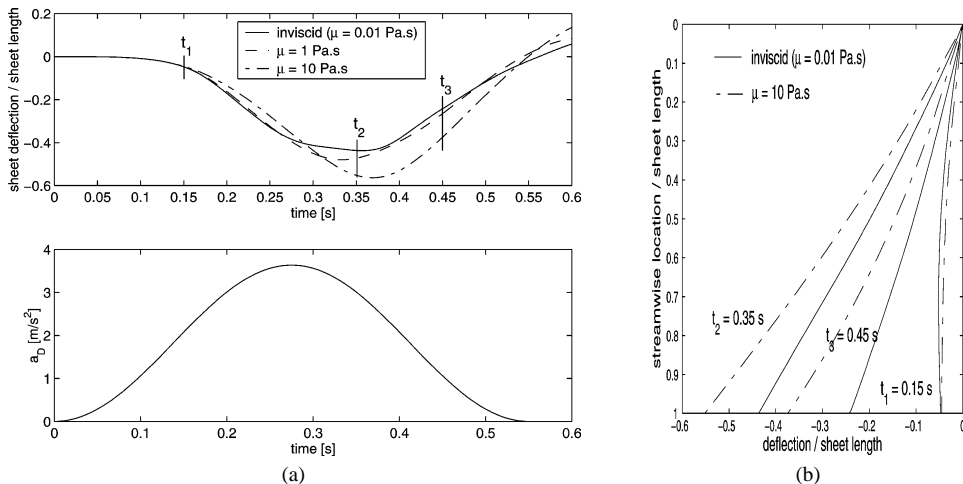 0.2
0
−0.2
−0.4
−0.6
sheet deflection / sheet length
inviscid (μ = 0.01 Pa.s)
μ = 1 Pa.s
μ = 10 Pa.s
t1
t2
t3
0 0.05 0.1 0.15 0.2 0.25 0.3 0.35 0.4 0.45 0.5 0.55 0.6
time [s]
4
3
2
1
0
aD [m/s²]
0 0.1 0.2 0.3 0.4 0.5 0.6
time [s]
(a)
0
0.1
0.2
0.3
0.4
0.5
0.6
0.7
0.8
0.9
1
streamwise location / sheet length
inviscid (μ = 0.01 Pa.s)
μ = 10 Pa.s
t2 = 0.35 s
t3 = 0.45 s
t1 = 0.15 s
−0.6 −0.5 −0.4 −0.3 −0.2 −0.1 0
deflection / sheet length
(b)